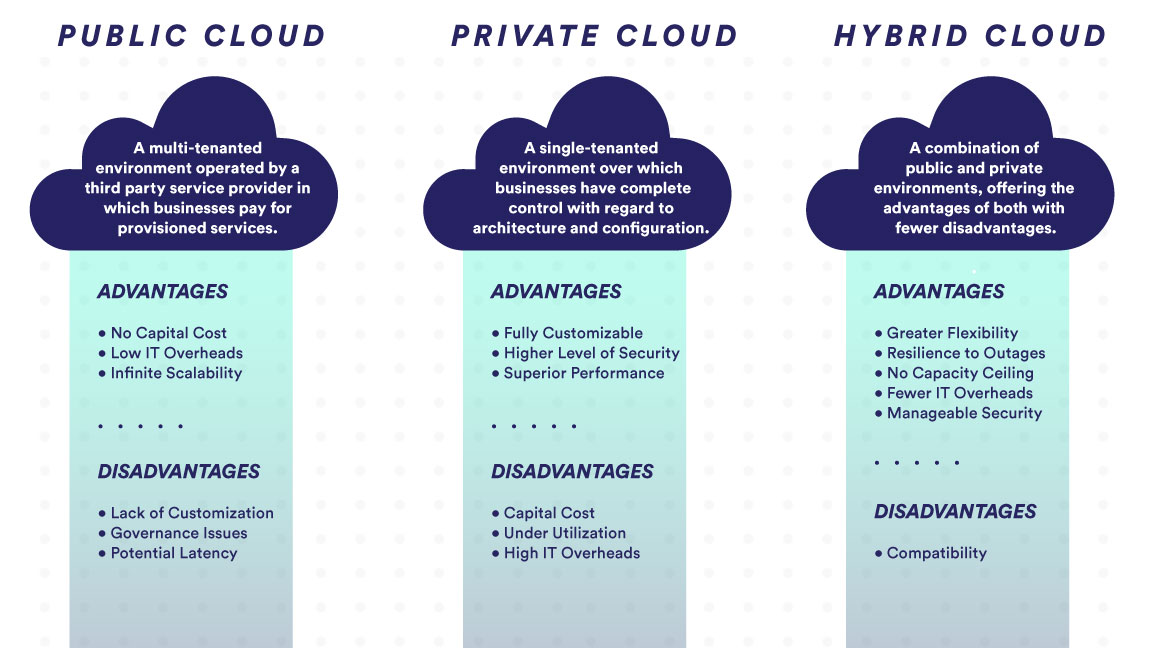 PUBLIC CLOUD
A multi-tenanted
environment operated by a
third party service provider in
which businesses pay for
provisioned services.
ADVANTAGES
• No Capital Cost
• Low IT Overheads
• Infinite Scalability
. . . . .
DISADVANTAGES
• Lack of Customization
• Governance Issues
• Potential Latency
PRIVATE CLOUD
A single-tenanted
environment over which
businesses have complete
control with regard to
architecture and configuration.
ADVANTAGES
• Fully Customizable
• Higher Level of Security
• Superior Performance
. . . . .
DISADVANTAGES
• Capital Cost
• Under Utilization
• High IT Overheads
HYBRID CLOUD
A combination of
public and private
environments, offering the
advantages of both with
fewer disadvantages.
ADVANTAGES
• Greater Flexibility
• Resilience to Outages
• No Capacity Ceiling
• Fewer IT Overheads
• Manageable Security
. . . . .
DISADVANTAGES
• Compatibility